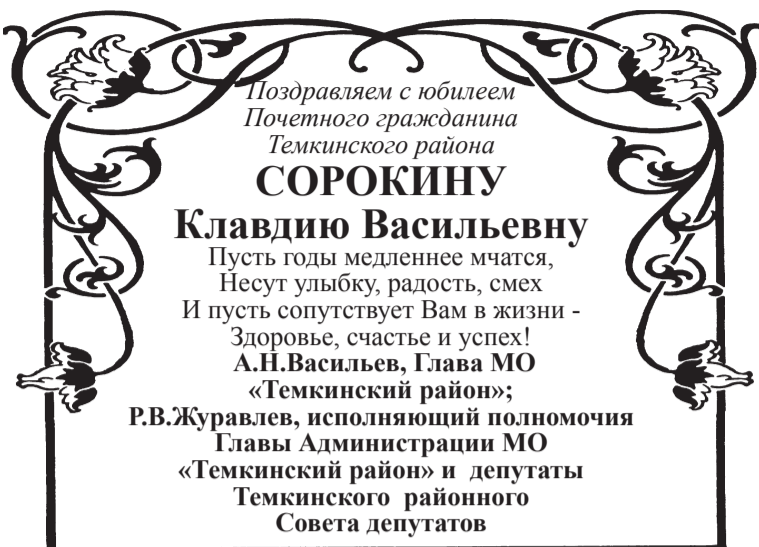 Поздравляем с юбилеем
Почетного гражданина
Темкинского района
СОРОКИНУ
Клавдию Васильевну
Пусть годы медленнее мчатся,
Несут улыбку, радость, смех
И пусть сопутствует Вам в жизни -
Здоровье, счастье и успех!
А.Н.Васильев, Глава МО
«Темкинский район»;
Р.В.Журавлев, исполняющий полномочия
Главы Администрации МО
«Темкинский район» и депутаты
Темкинского районного
Совета депутатов